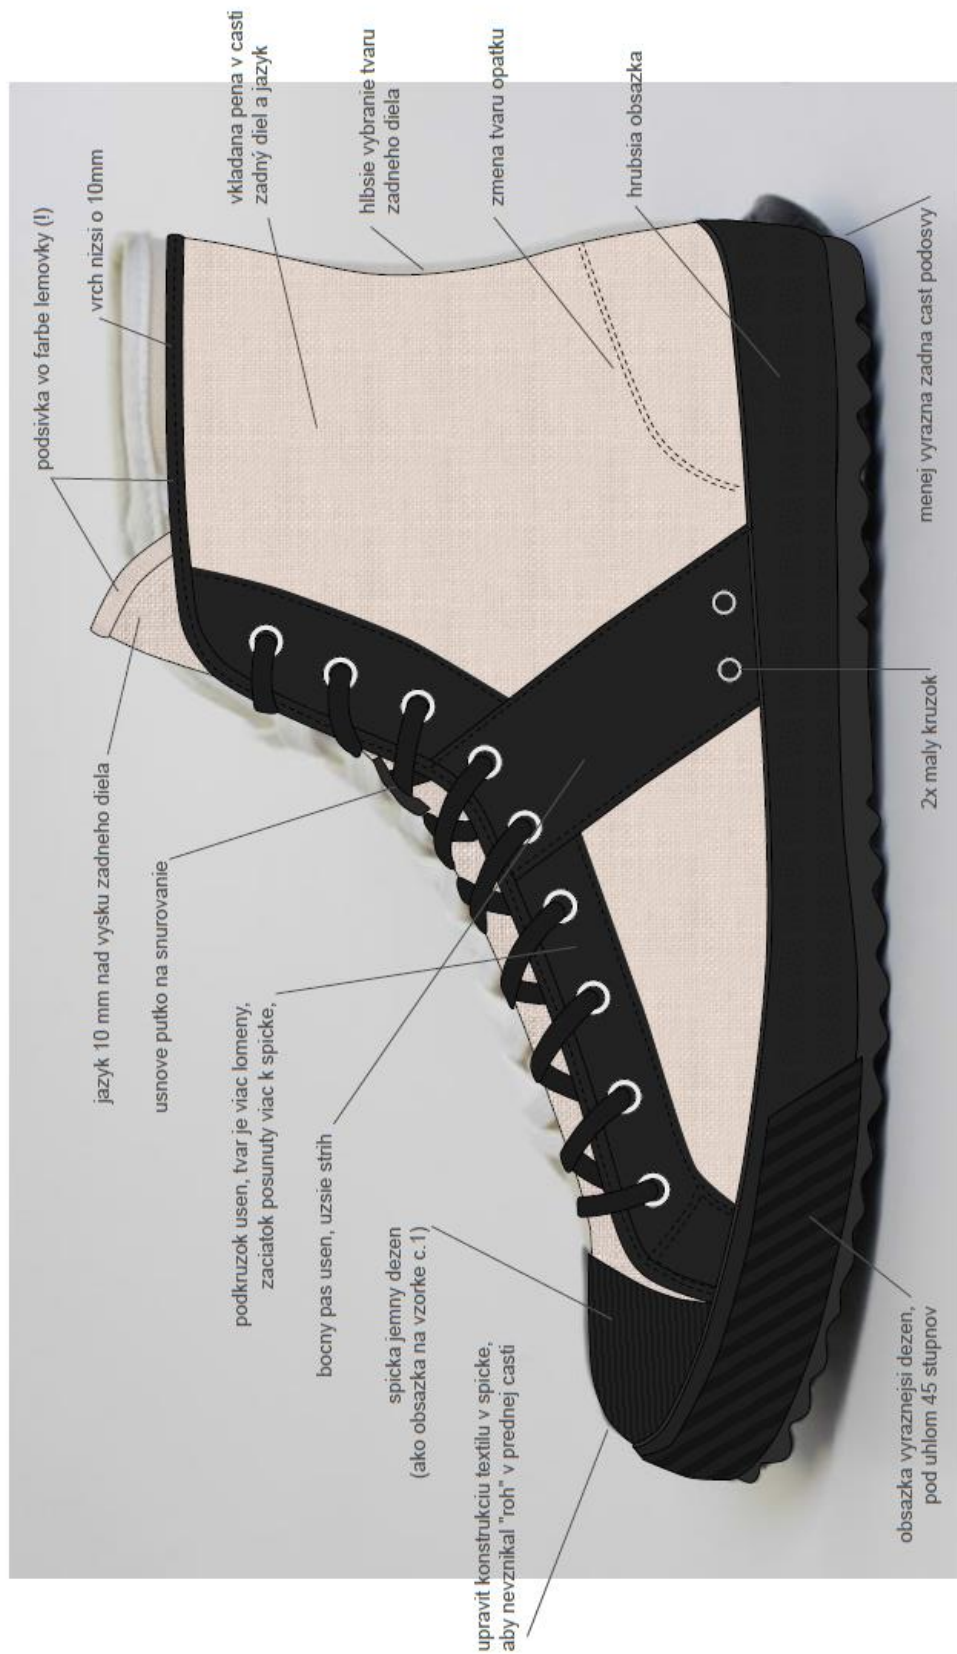 podsivka vo farbe lemovky (!)
vrch nizsi o 10mm
vkladana pena v casti
zadný diel a jazyk
hlbsie vybranie tvaru
zadneho diela
zmena tvaru opatku
hrubsia obsazka
menej vyrazna zadna cast podosvy
2x maly kruzok
jazyk 10 mm nad vysku zadneho diela
usnove putko na snurovanie
podkruzok usen, tvar je viac lomeny,
zaciatok posunuty viac k spicke,
bocny pas usen, uzsie strih
spicka jemny dezen
(ako obsazka na vzorke c.1)
upravit konstrukciu textilu v spicke,
aby nevznikal "roh" v prednej casti
obsazka vyraznejsi dezen,
pod uhlom 45 stupnov